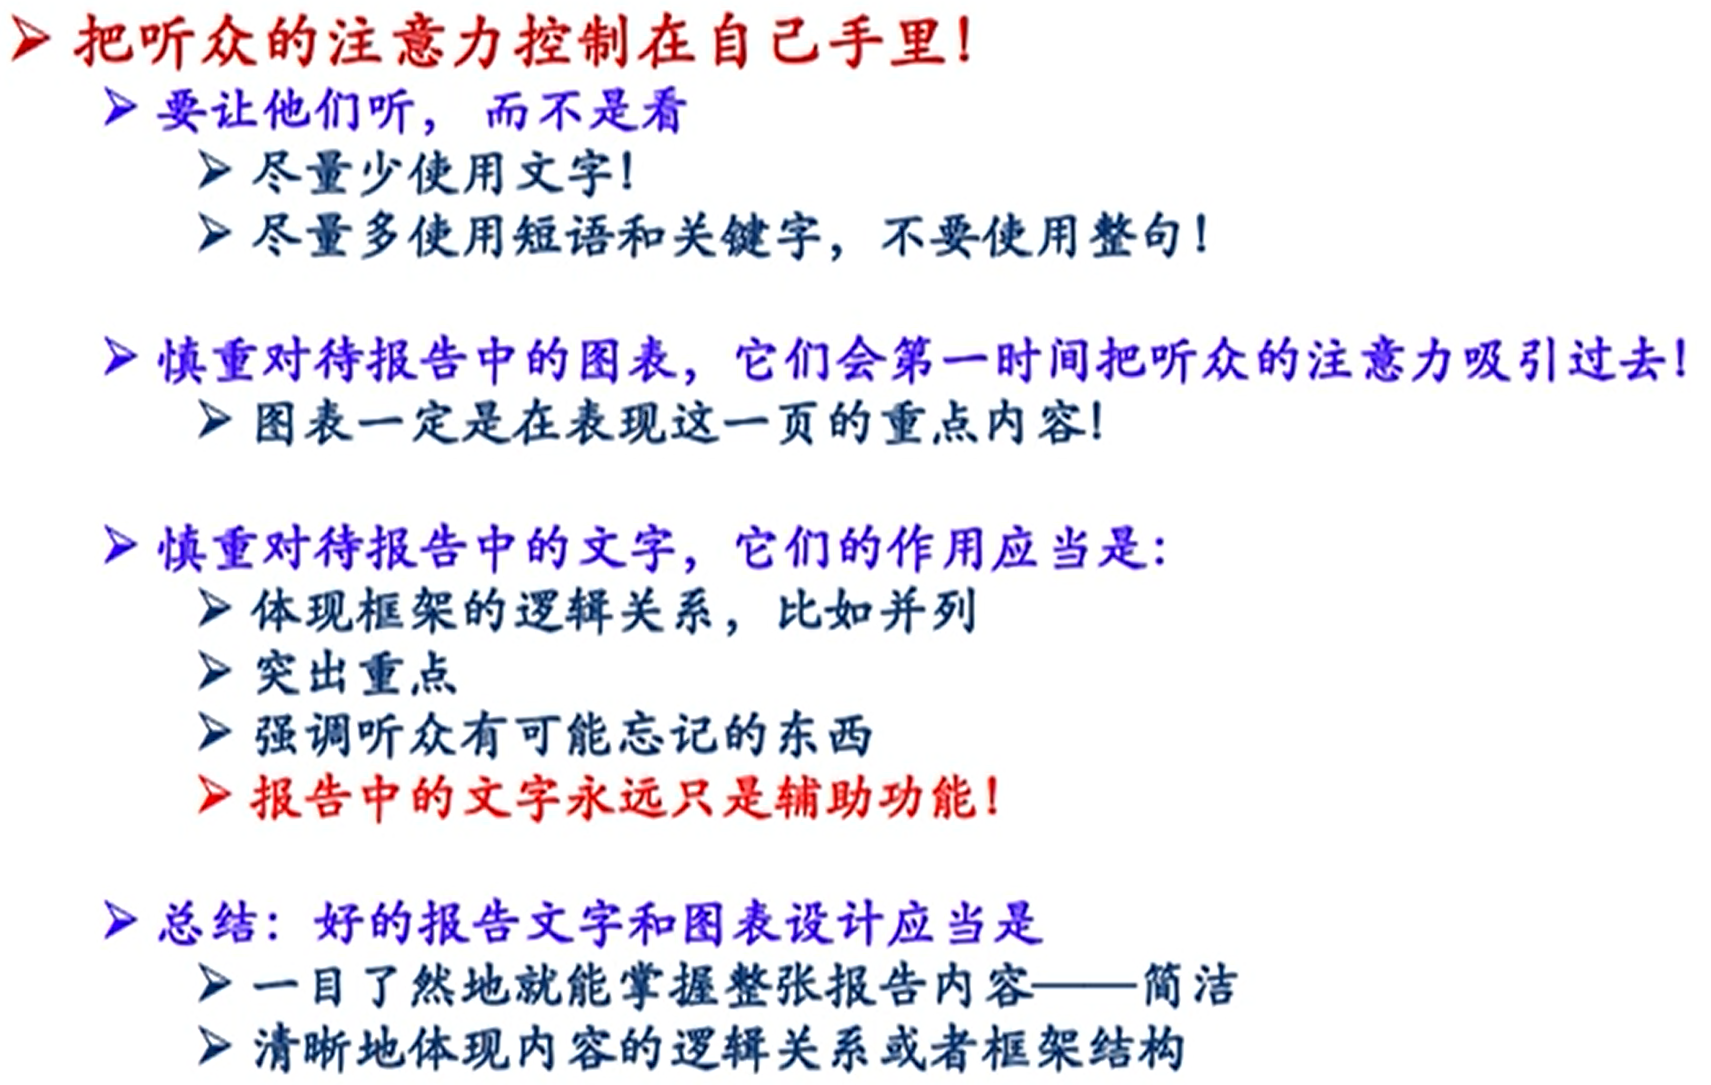 把听众的注意力控制在自己手里!
要让他们听, 而不是看
尽量少使用文字!
尽量多使用短语和关键字, 不要使用整句!
慎重对待报告中的图表, 它们会第一时间把听众的注意力吸引过去!
图表一定是在表现这一页的重点内容!
慎重对待报告中的文字, 它们的作用应当是:
体现框架的逻辑关系, 比如并列
突出重点
强调听众有可能忘记的东西
报告中的文字永远只是辅助功能!
总结: 好的报告文字和图表设计应当是
一目了然地就能掌握整张报告内容——简洁
清晰地体现内容的逻辑关系或者框架结构